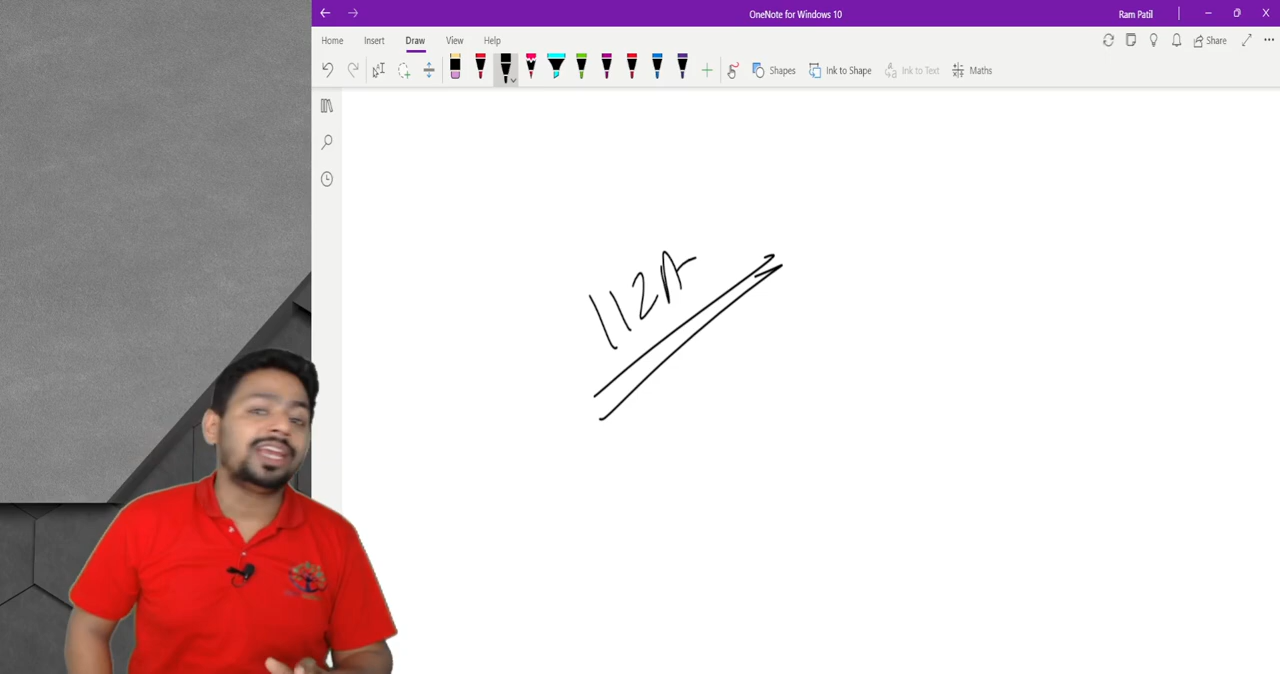 OneNote for Windows 10
Ram Patil
Home Insert Draw View Help
Share
Shapes Ink to Shape Ink to Text Maths
112A